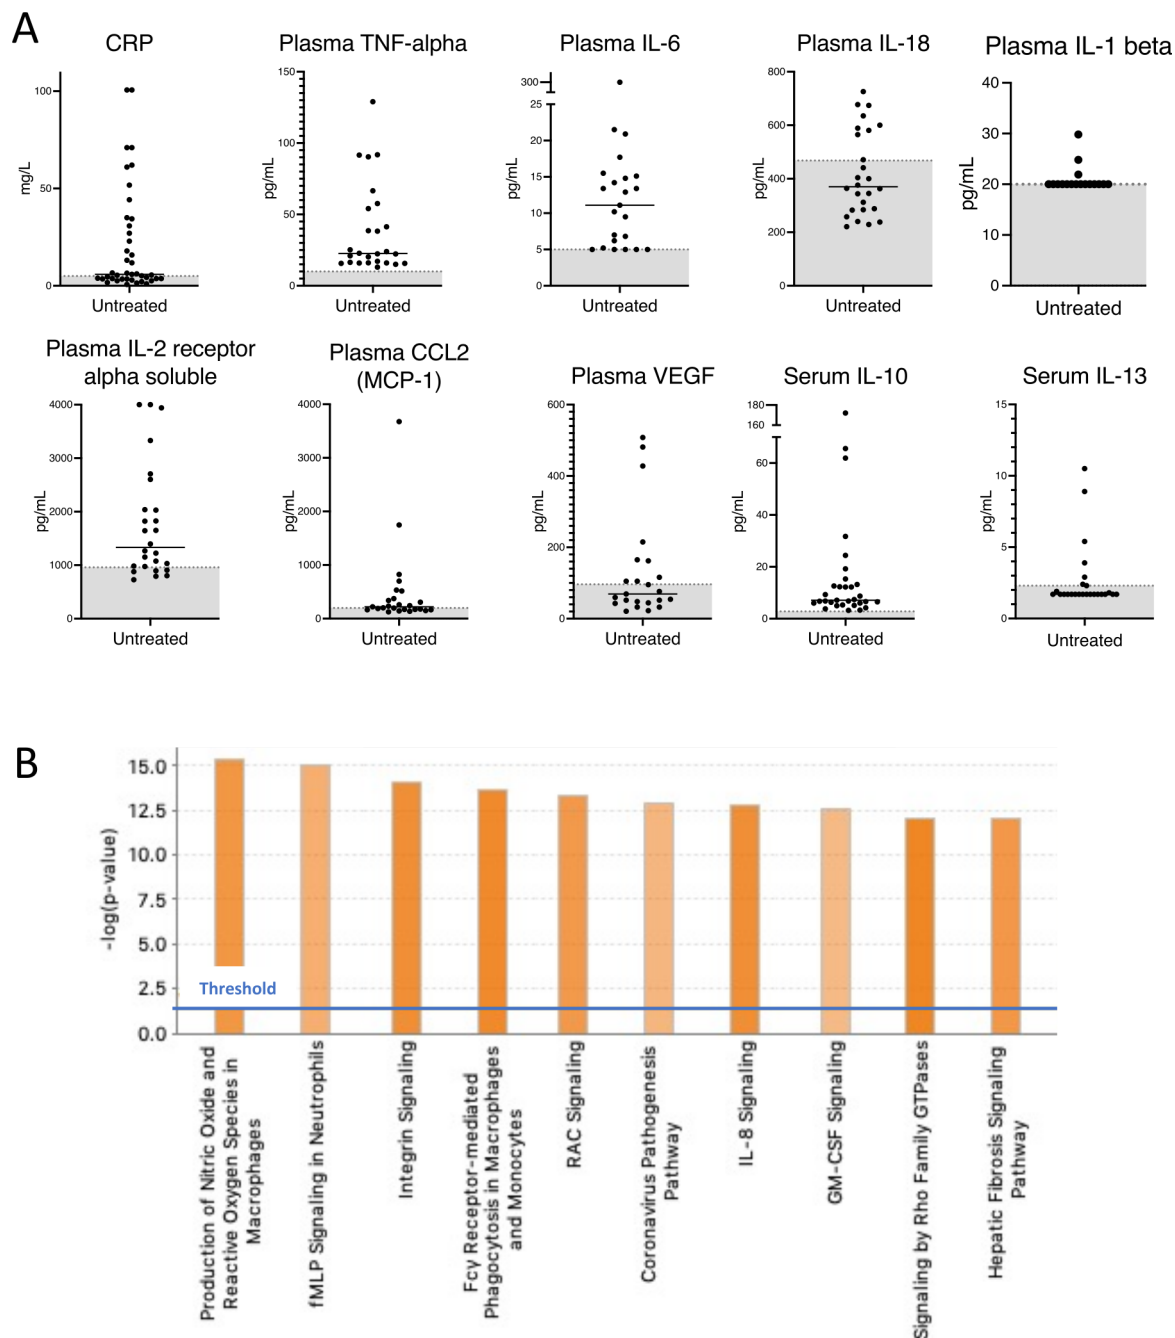 A
CRP
100
50
0
mg/L
Untreated
Plasma TNF-alpha
150
100
50
0
pg/mL
Untreated
Plasma IL-6
300
25
20
15
10
5
0
pg/mL
Untreated
Plasma IL-18
800
600
400
200
0
pg/mL
Untreated
Plasma IL-1 beta
40
30
20
10
0
pg/mL
Untreated
Plasma IL-2 receptor
alpha soluble
4000
3000
2000
1000
0
pg/mL
Untreated
Plasma CCL2
(MCP-1)
4000
3000
2000
1000
0
pg/mL
Untreated
Plasma VEGF
600
400
200
0
pg/mL
Untreated
Serum IL-10
180
160
60
40
20
0
pg/mL
Untreated
Serum IL-13
15
10
5
0
pg/mL
Untreated
B
15.0
12.5
10.0
7.5
5.0
2.5
0.0
-log(p-value)
Threshold
Production of Nitric Oxide and
Reactive Oxygen Species in
Macrophages
fMLP Signaling in Neutrophils
Integrin Signaling
Fcγ Receptor-mediated
Phagocytosis in Macrophages
and Monocytes
RAC Signaling
Coronavirus Pathogenesis
Pathway
IL-8 Signaling
GM-CSF Signaling
Signaling by Rho Family GTPases
Hepatic Fibrosis Signaling
Pathway